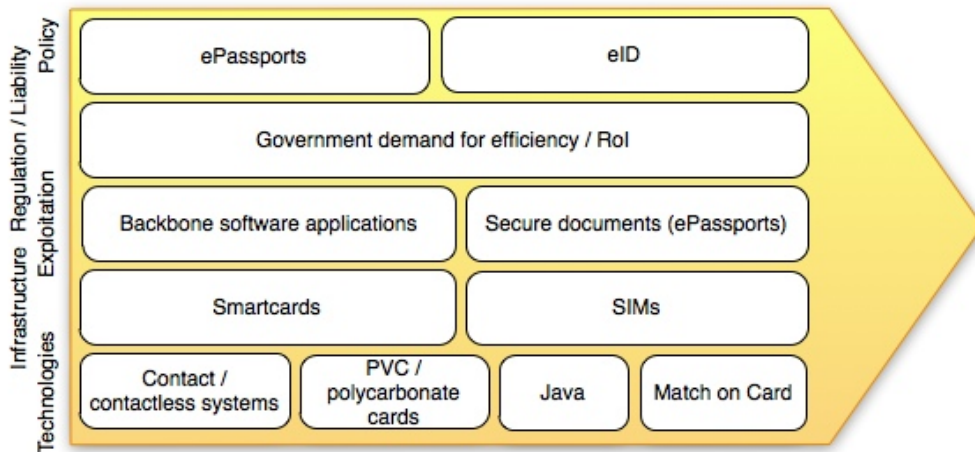 Policy
ePassports
eID
Regulation / Liability
Government demand for efficiency / RoI
Exploitation
Backbone software applications
Secure documents (ePassports)
Infrastructure
Smartcards
SIMs
Technologies
Contact /
contactless systems
PVC /
polycarbonate
cards
Java
Match on Card